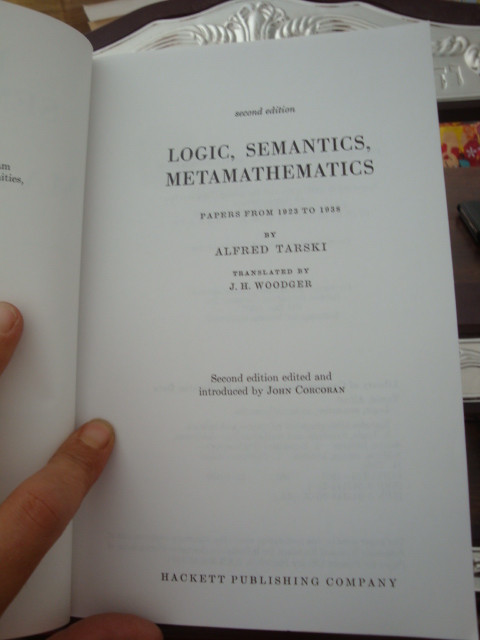 second edition
LOGIC, SEMANTICS,
METAMATHEMATICS
PAPERS FROM 1923 TO 1938
BY
ALFRED TARSKI
TRANSLATED BY
J. H. WOODGER
Second edition edited and
introduced by JOHN CORCORAN
HACKETT PUBLISHING COMPANY